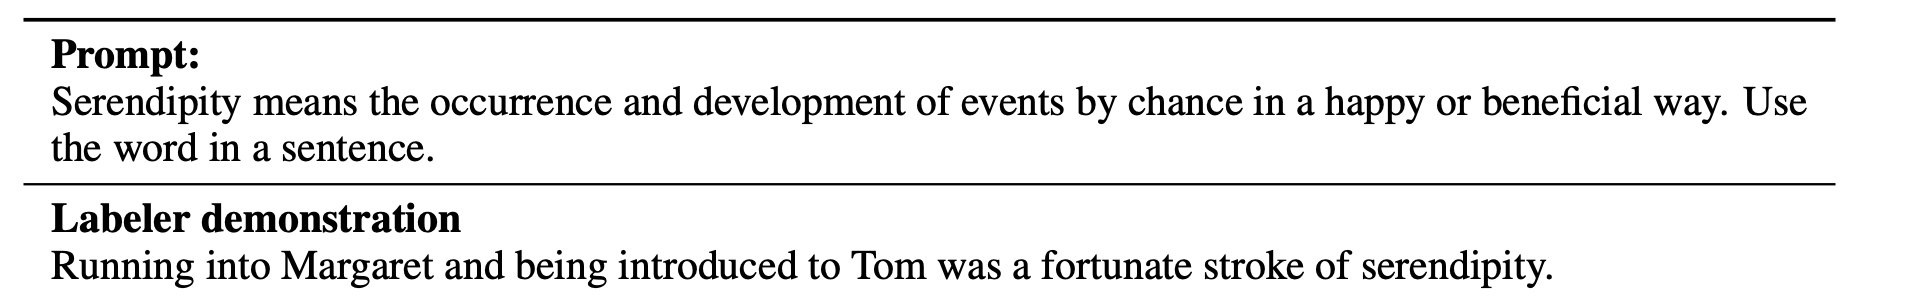 Prompt:
Serendipity means the occurrence and development of events by chance in a happy or beneficial way. Use
the word in a sentence.
Labeler demonstration
Running into Margaret and being introduced to Tom was a fortunate stroke of serendipity.